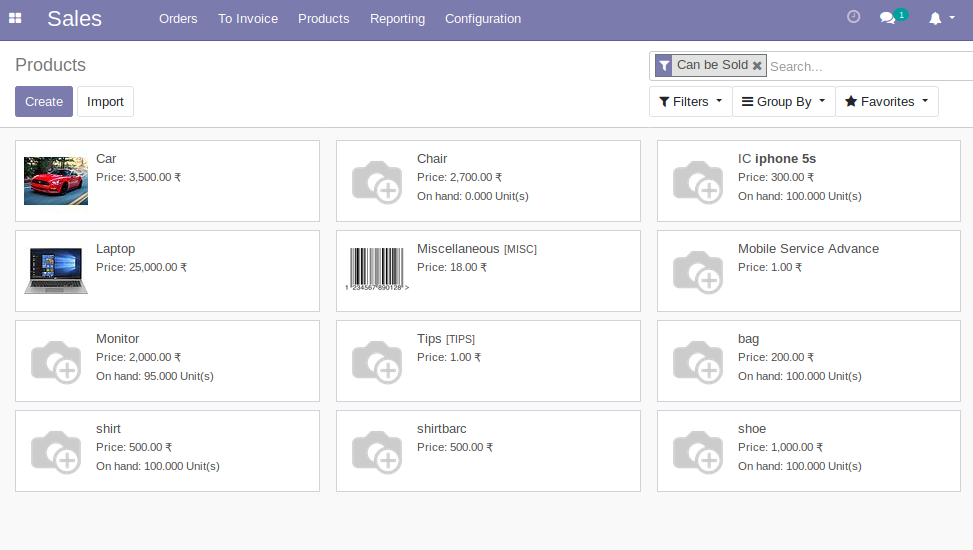 Sales Orders To Invoice Products Reporting Configuration 1
Products
Can be Sold Search...
Create Import
Filters Group By Favorites
Car
Price: 3,500.00 ₹
Chair
Price: 2,700.00 ₹
On hand: 0.000 Unit(s)
IC iphone 5s
Price: 300.00 ₹
On hand: 100.000 Unit(s)
Laptop
Price: 25,000.00 ₹
Miscellaneous [MISC]
Price: 18.00 ₹
1 234567 890128 >
Mobile Service Advance
Price: 1.00 ₹
Monitor
Price: 2,000.00 ₹
On hand: 95.000 Unit(s)
Tips [TIPS]
Price: 1.00 ₹
bag
Price: 200.00 ₹
On hand: 100.000 Unit(s)
shirt
Price: 500.00 ₹
On hand: 100.000 Unit(s)
shirtbarc
Price: 500.00 ₹
shoe
Price: 1,000.00 ₹
On hand: 100.000 Unit(s)